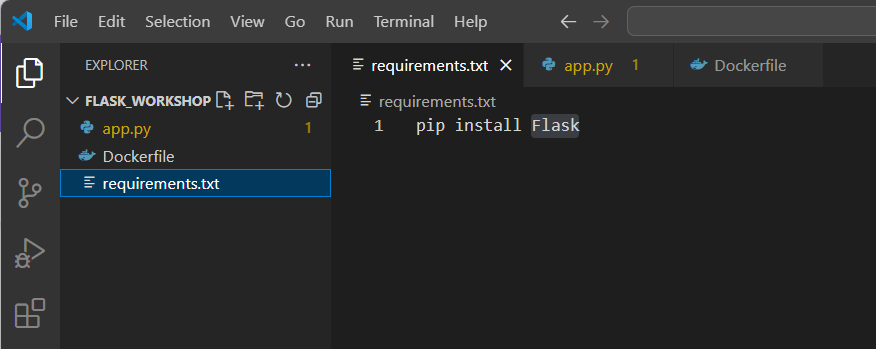 File Edit Selection View Go Run Terminal Help
EXPLORER
requirements.txt
app.py 1
Dockerfile
FLASK_WORKSHOP
app.py 1
Dockerfile
requirements.txt
requirements.txt
1 pip install Flask